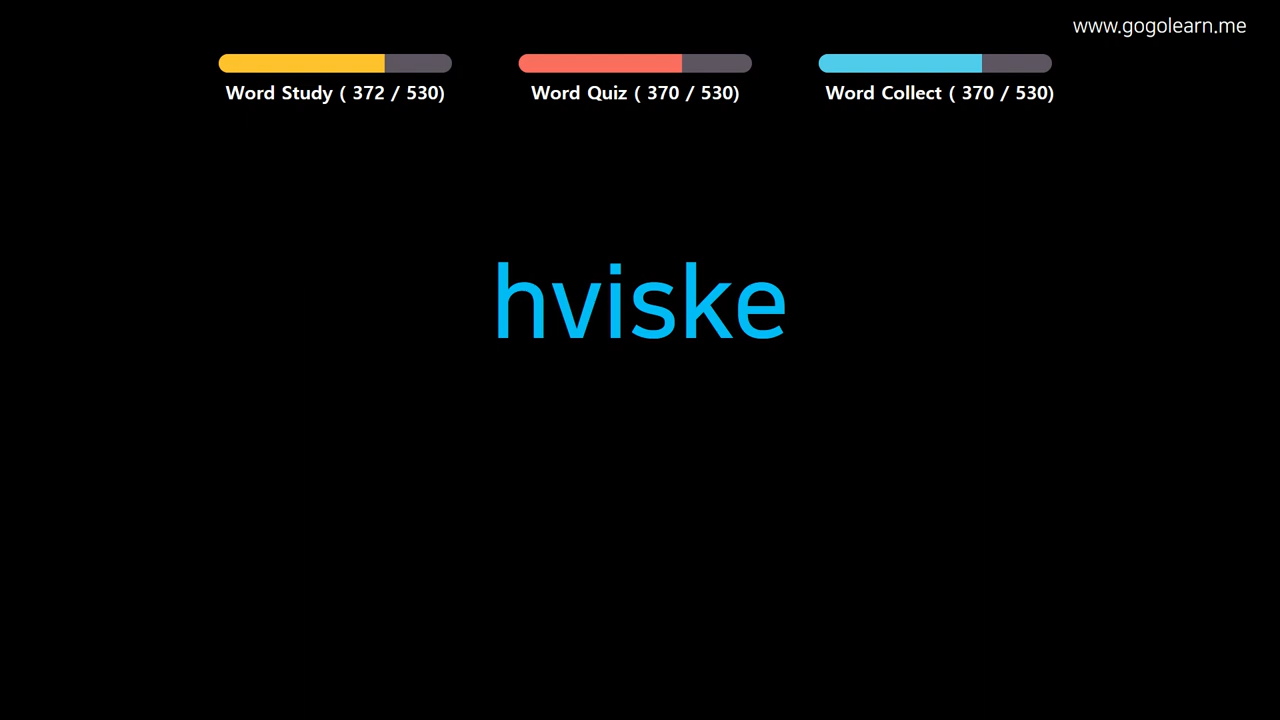 www.gogolearn.me
Word Study ( 372 / 530)
Word Quiz ( 370 / 530)
Word Collect ( 370 / 530)
hviske